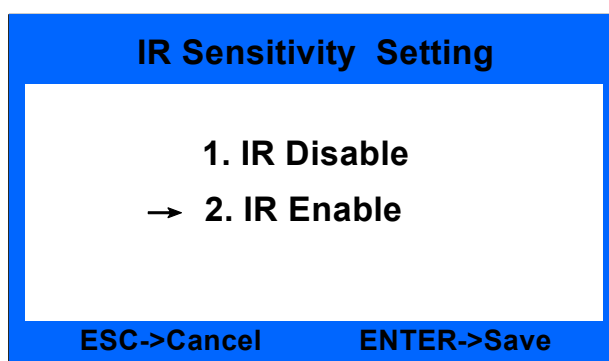 IR Sensitivity Setting
1. IR Disable
→ 2. IR Enable
ESC->Cancel ENTER->Save